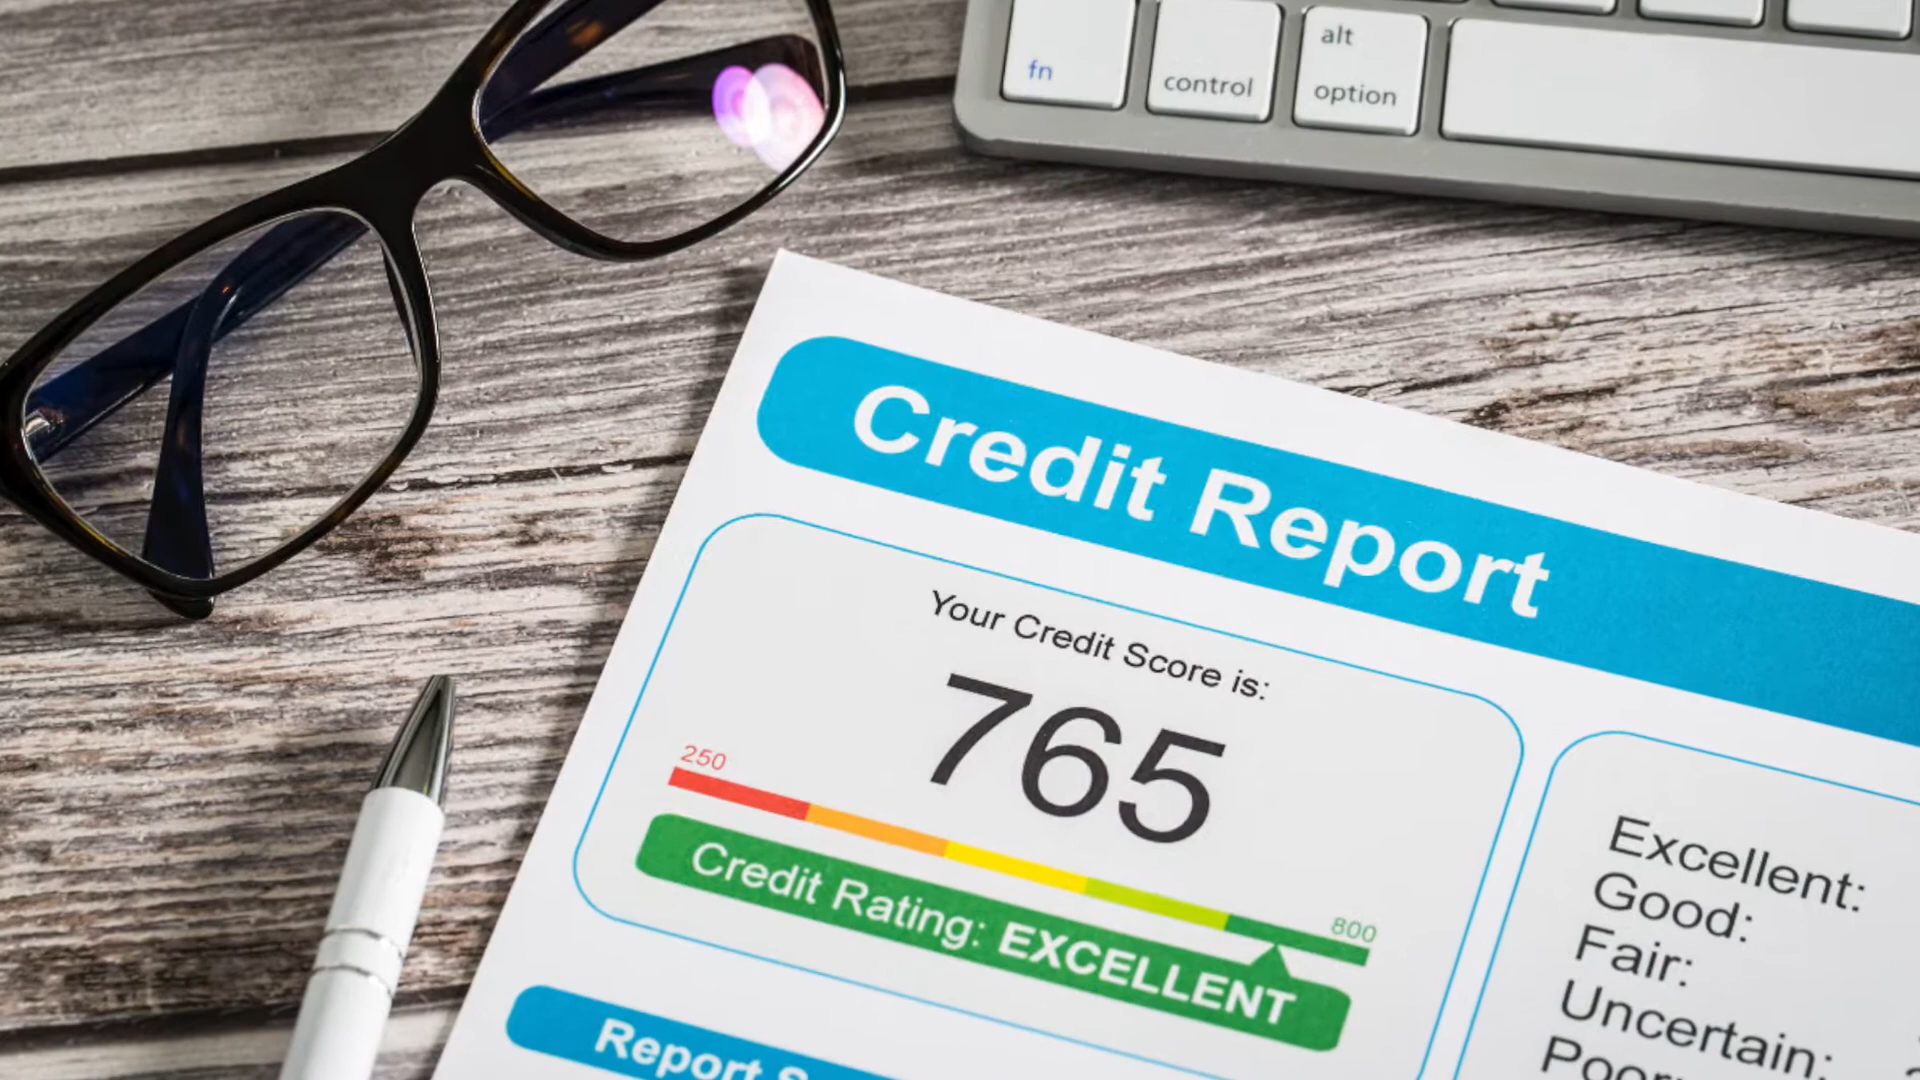 fn
control
alt
option
Credit Report
Your Credit Score is:
765
250
800
Credit Rating: EXCELLENT
Report
Excellent:
Good:
Fair:
Uncertain: